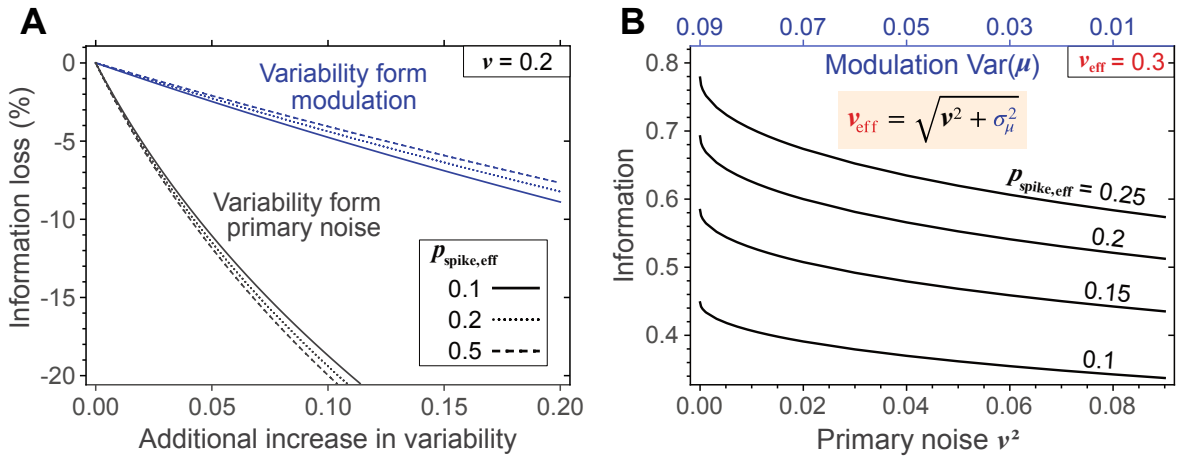 A
ν = 0.2
Variability form
modulation
Variability form
primary noise
p_spike,eff
0.1
0.2
0.5
0
-5
-10
-15
-20
Information loss (%)
0.00 0.05 0.10 0.15 0.20
Additional increase in variability
B
0.09 0.07 0.05 0.03 0.01
Modulation Var(μ)
ν_eff = 0.3
ν_eff = √(ν² + σ_μ²)
p_spike,eff = 0.25
0.2
0.15
0.1
0.8
0.7
0.6
0.5
0.4
Information
0.00 0.02 0.04 0.06 0.08
Primary noise ν²